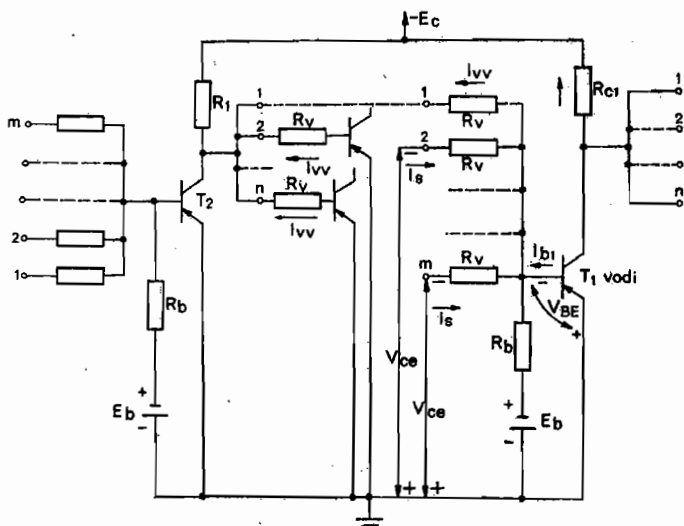 -Ec
m
2
1
Rb
+
Eb
-
R1
T2
1
2
n
Rv
Ivv
Rv
Ivv
Ivv
1
Rv
2
-
Is
Rv
m
-
Is
Rv
Vce
Vce
+
+
Rc1
1
2
n
Ib1
-
T1 vodi
VBE
+
Rb
+
Eb
-